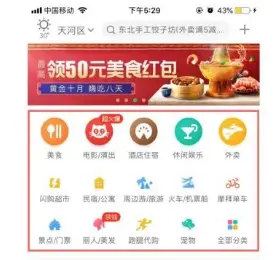 中国移动 下午5:29 43%
30° 天河区 东北手工饺子坊(外卖满5减...
最高 领50元美食红包
黄金十月 嗨吃八天
超火爆
美食 电影/演出 酒店住宿 休闲娱乐 外卖
闪购超市 民宿/公寓 周边游/旅游 火车/机票船 摩拜单车
领钱
景点/门票 丽人/美发 跑腿代购 宠物 全部分类